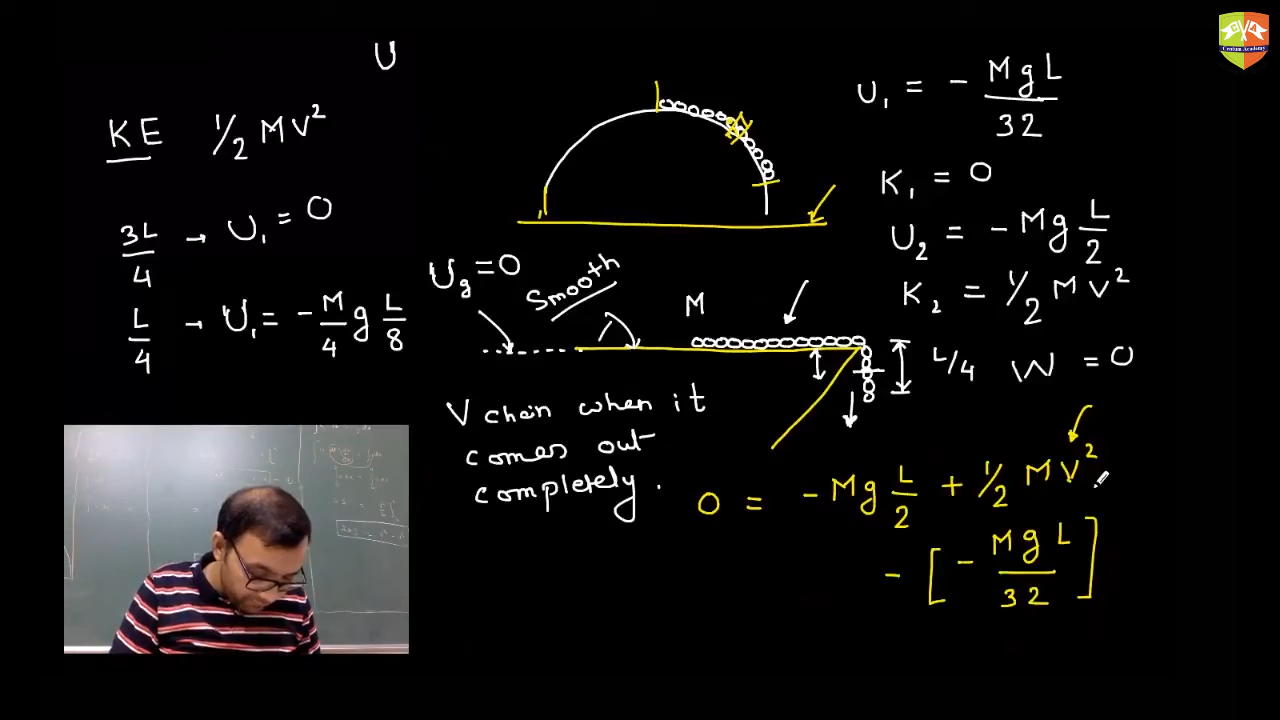 U
KE 1/2 MV²
3L/4 → U₁ = 0
L/4 → U₁ = - M/4 g L/8
U₁ = - MgL/32
K₁ = 0
U₂ = - Mg L/2
K₂ = 1/2 MV²
Ug = 0
Smooth
M
L/4
W = 0
V chain when it
comes out
completely.
0 = - Mg L/2 + 1/2 MV²
- [ - MgL/32 ]
Centum Academy